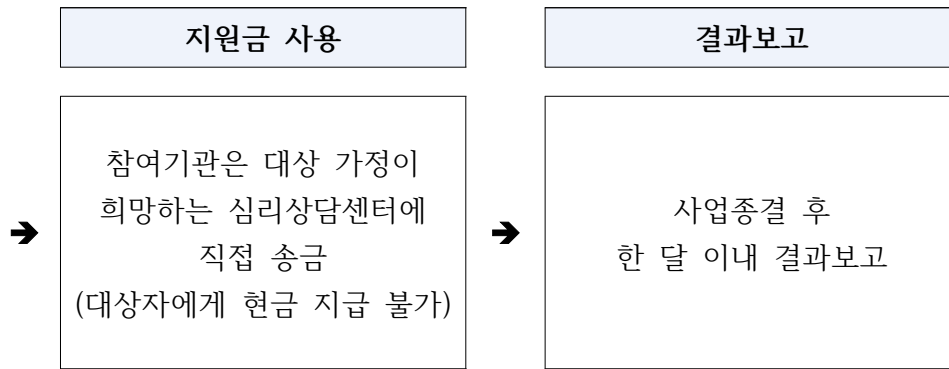 지원금 사용
결과보고
➔
참여기관은 대상 가정이
희망하는 심리상담센터에
직접 송금
(대상자에게 현금 지급 불가)
➔
사업종결 후
한 달 이내 결과보고